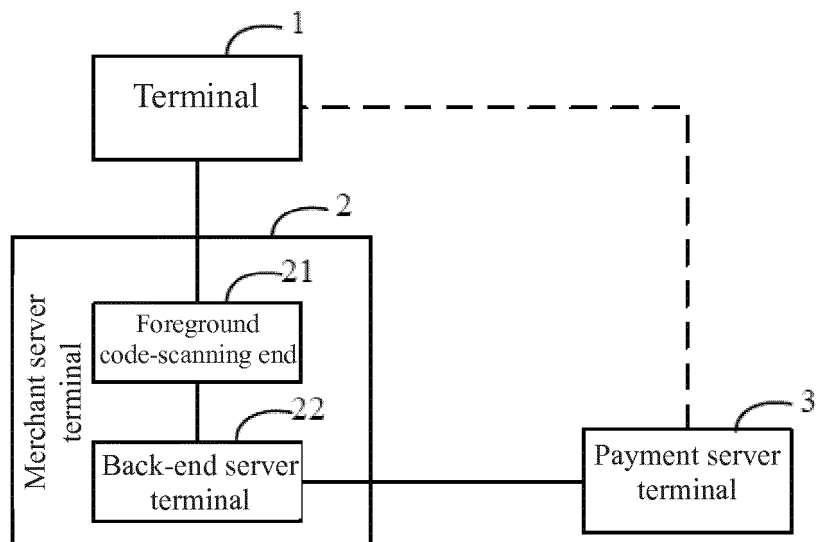 1
Terminal
2
Merchant server
terminal
21
Foreground
code-scanning end
22
Back-end server
terminal
3
Payment server
terminal